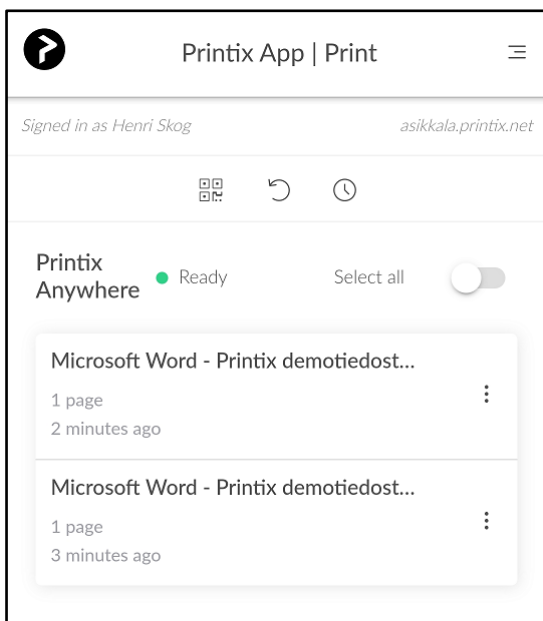 Printix App | Print
Signed in as Henri Skog asikkala.printix.net
Printix Anywhere
Ready
Select all
Microsoft Word - Printix demotiedost...
1 page
2 minutes ago
Microsoft Word - Printix demotiedost...
1 page
3 minutes ago